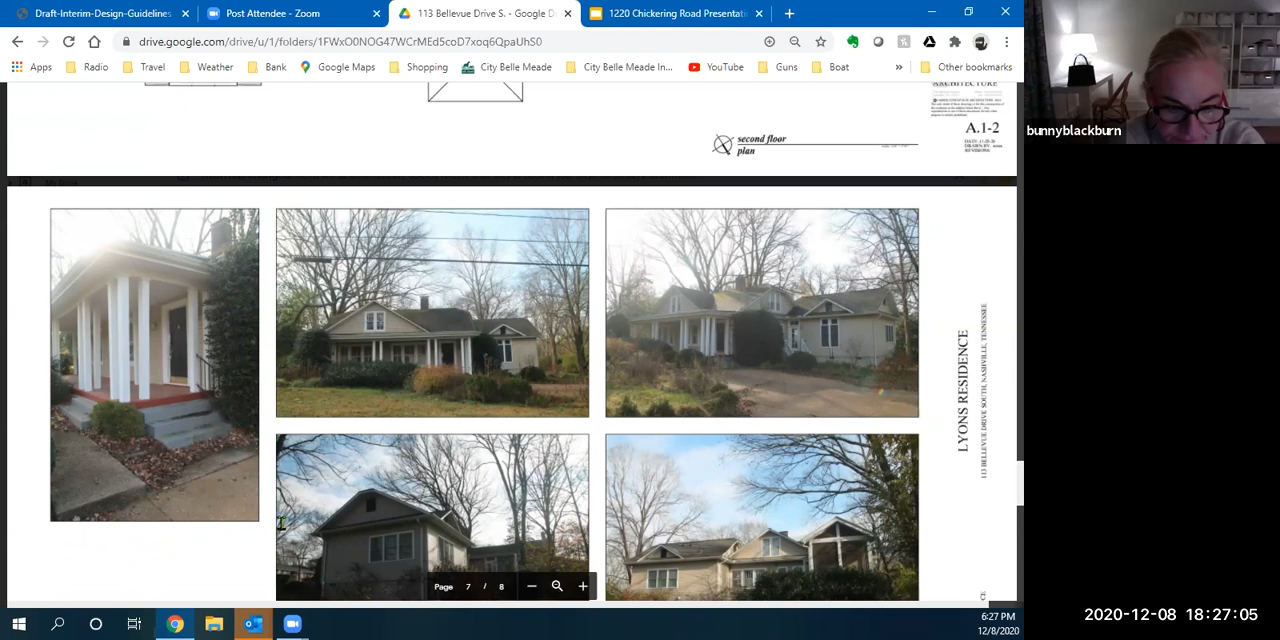 Draft-Interim-Design-Guidelines
Post Attendee - Zoom
113 Bellevue Drive S. - Google D
1220 Chickering Road Presentati
drive.google.com/drive/u/1/folders/1FWxO0NOG47WCrMEd5coD7xoq6QpaUhS0
Apps
Radio
Travel
Weather
Bank
Google Maps
Shopping
City Belle Meade
City Belle Meade In...
YouTube
Guns
Boat
»
Other bookmarks
ARCHITECTURE
A.1-2
second floor
plan
bunnyblackburn
LYONS RESIDENCE
113 BELLEVUE DRIVE SOUTH, NASHVILLE, TENNESSEE
Page 7 / 8
6:27 PM
12/8/2020
2020-12-08 18:27:05